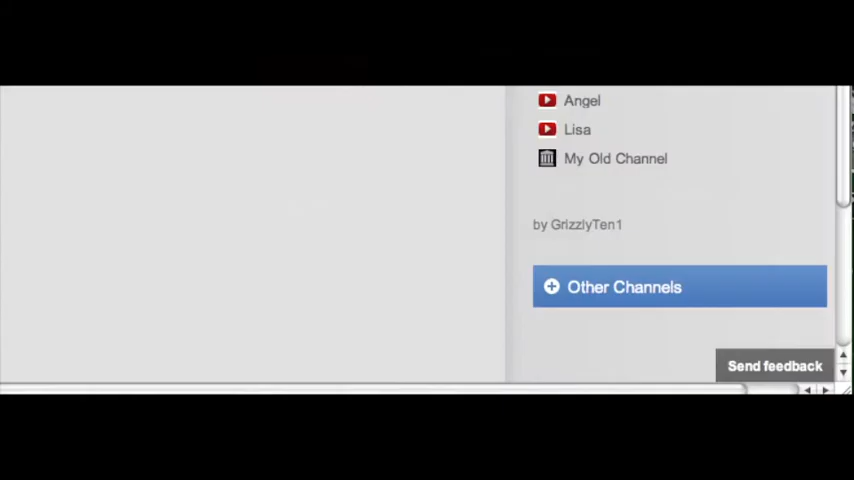 Angel
Lisa
My Old Channel
by GrizzlyTen1
Other Channels
Send feedback